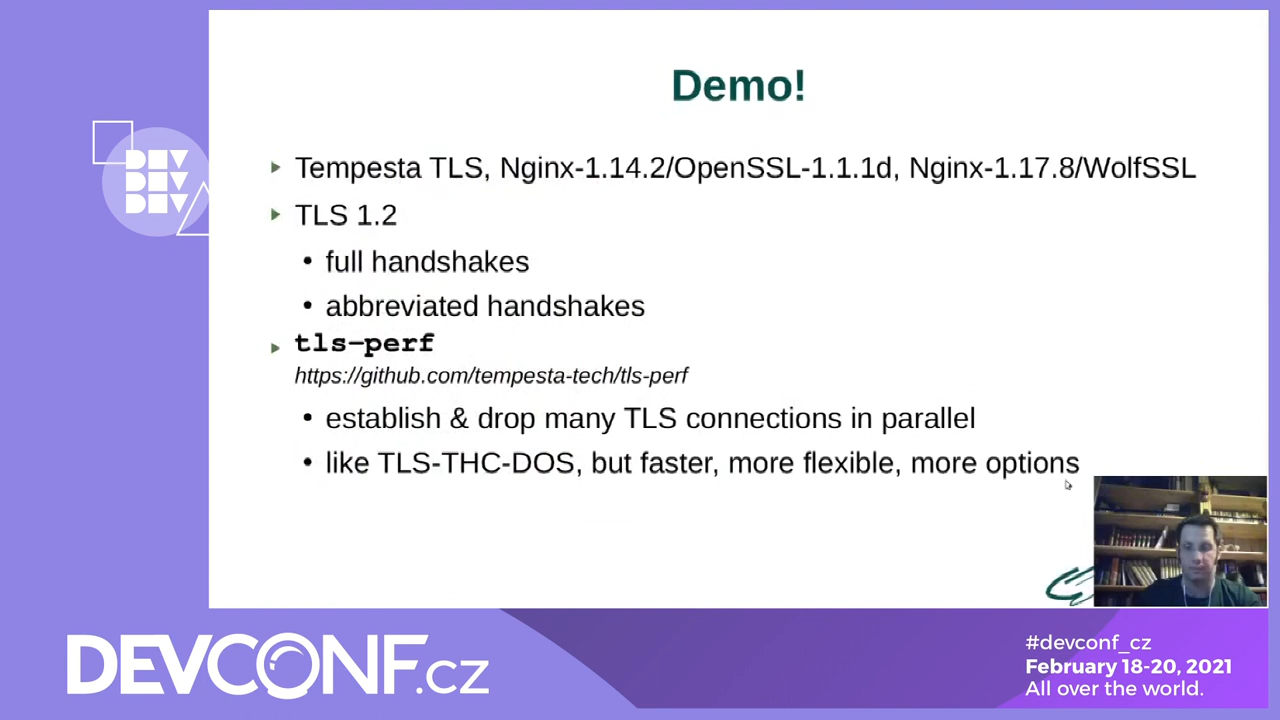 Demo!
Tempesta TLS, Nginx-1.14.2/OpenSSL-1.1.1d, Nginx-1.17.8/WolfSSL
TLS 1.2
full handshakes
abbreviated handshakes
tls-perf
https://github.com/tempesta-tech/tls-perf
establish & drop many TLS connections in parallel
like TLS-THC-DOS, but faster, more flexible, more options
DEV
DEV
DEV
DEVCONF.cz
#devconf_cz
February 18-20, 2021
All over the world.